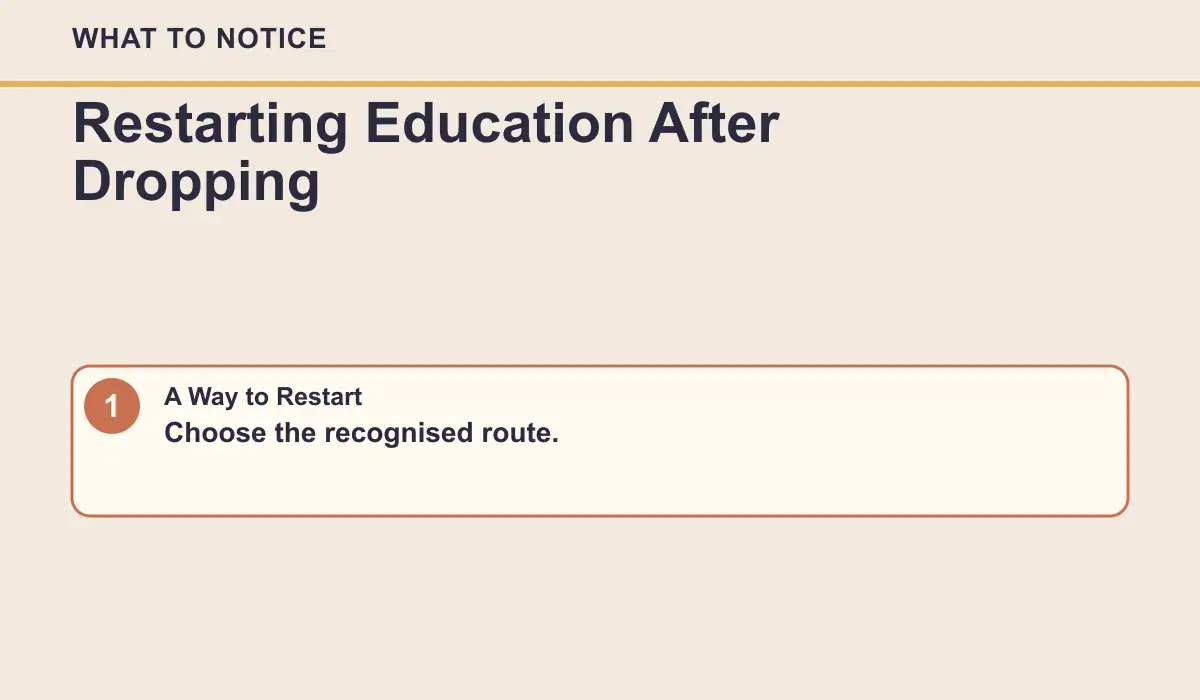 WHAT TO NOTICE
Restarting Education After
Dropping
1
A Way to Restart
Choose the recognised route.